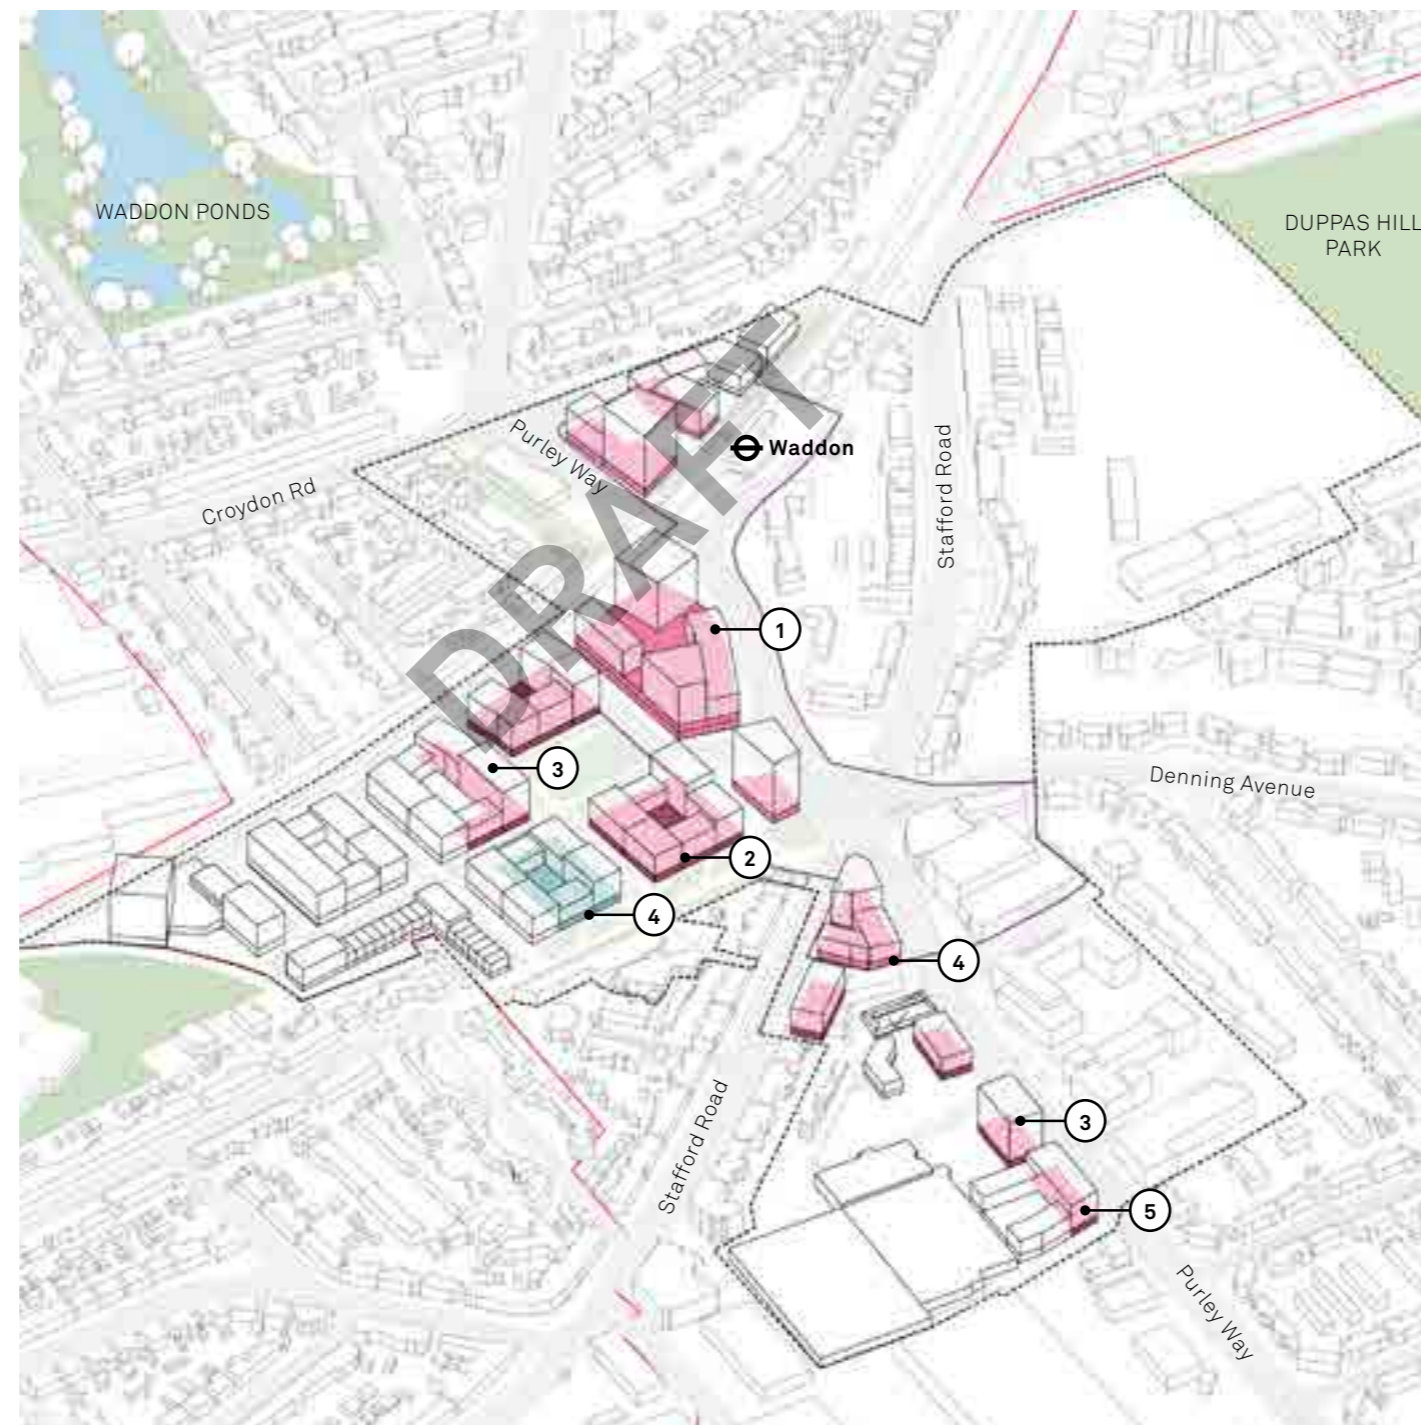 WADDON PONDS
DUPPAS HILL
PARK
Purley Way
Waddon
Croydon Rd
Stafford Road
DRAFT
1
3
Denning Avenue
2
4
4
Stafford Road
3
5
Purley Way